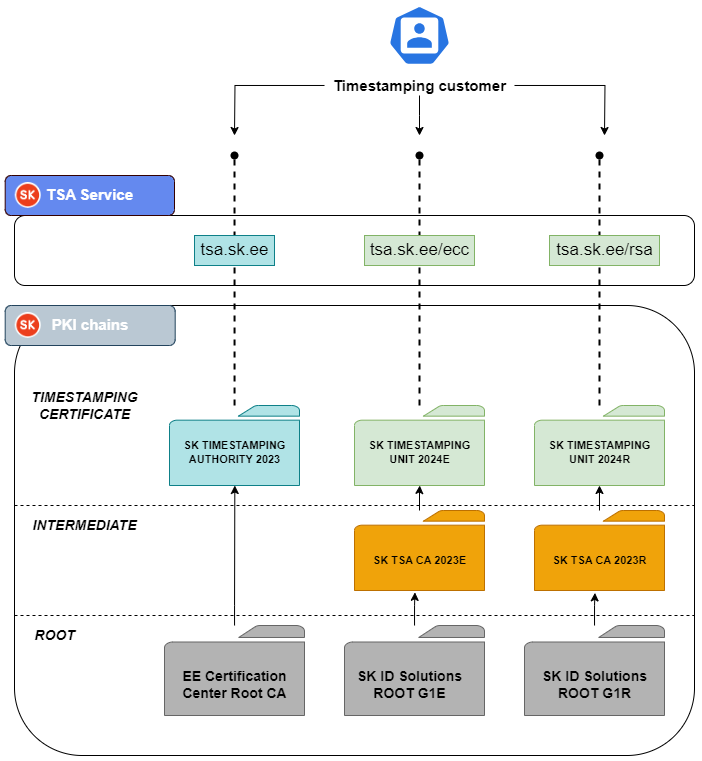 Timestamping customer
SK TSA Service
tsa.sk.ee
tsa.sk.ee/ecc
tsa.sk.ee/rsa
SK PKI chains
TIMESTAMPING
CERTIFICATE
SK TIMESTAMPING
AUTHORITY 2023
SK TIMESTAMPING
UNIT 2024E
SK TIMESTAMPING
UNIT 2024R
INTERMEDIATE
SK TSA CA 2023E
SK TSA CA 2023R
ROOT
EE Certification
Center Root CA
SK ID Solutions
ROOT G1E
SK ID Solutions
ROOT G1R